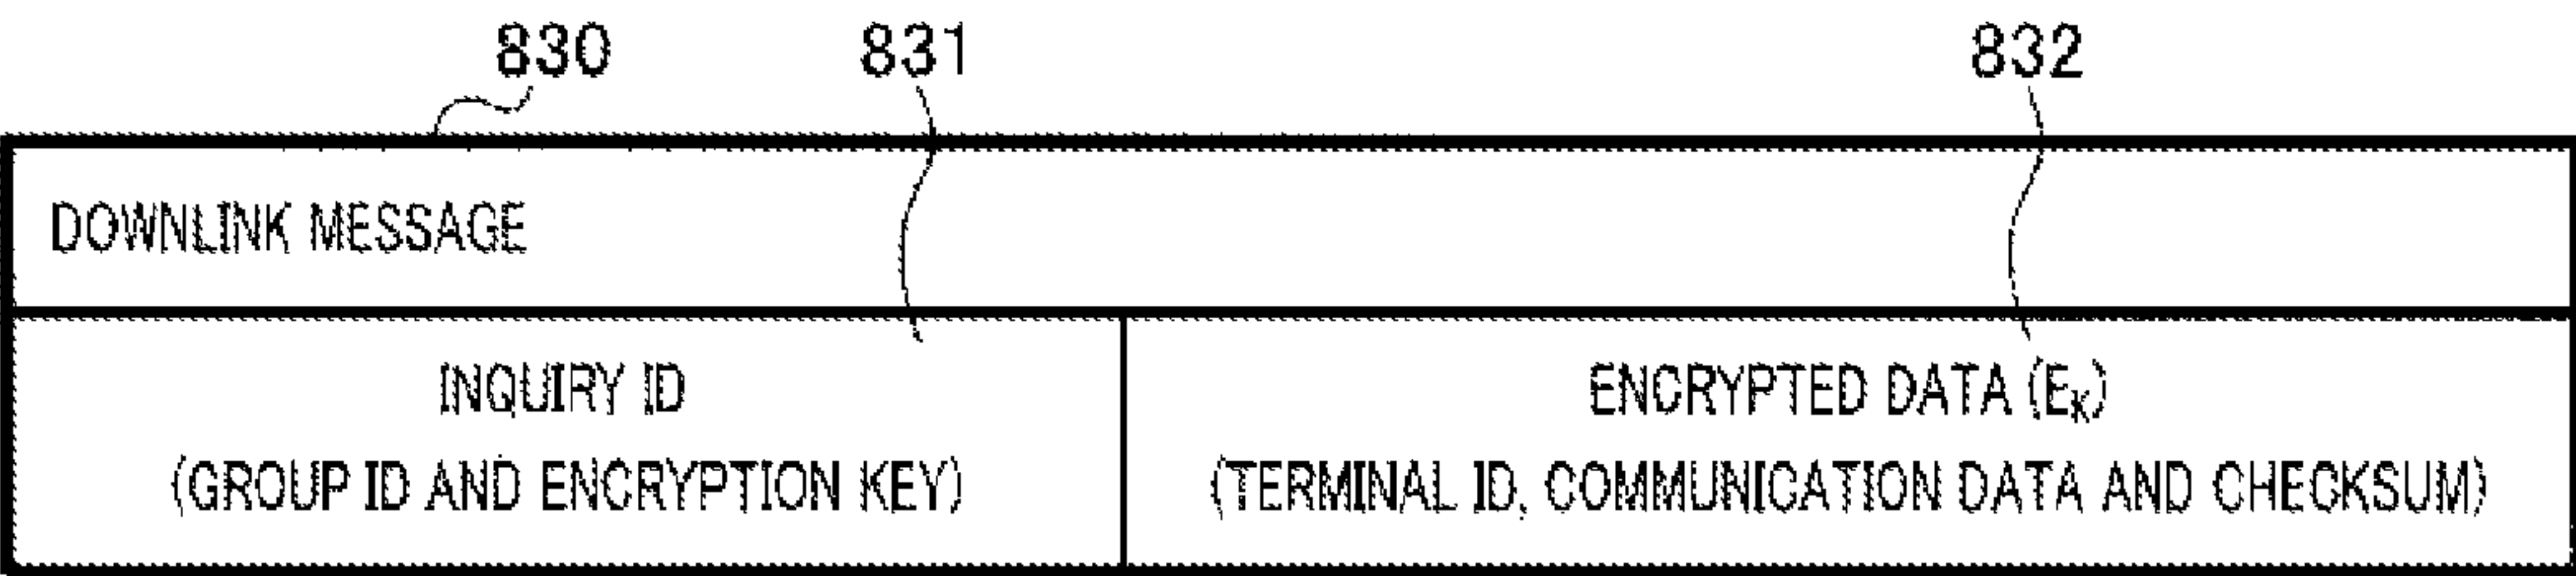 830 831 832
DOWNLINK MESSAGE
INQUIRY ID
(GROUP ID AND ENCRYPTION KEY)
ENCRYPTED DATA (EK)
(TERMINAL ID, COMMUNICATION DATA AND CHECKSUM)